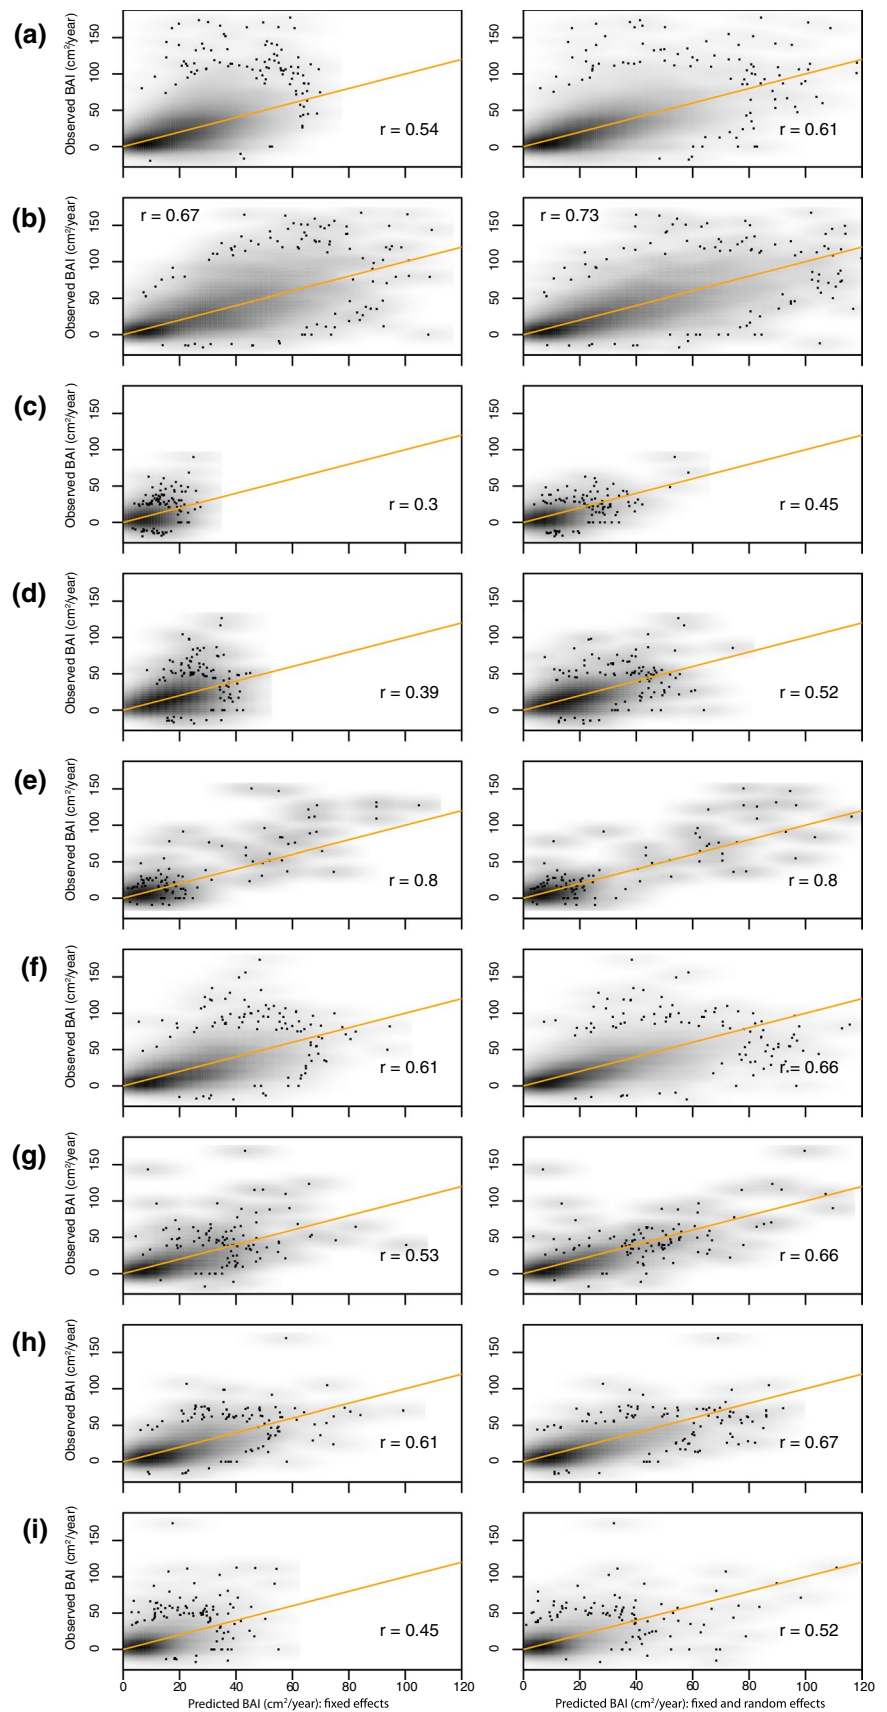 (a)
Observed BAI (cm²/year)
0 50 100 150
r = 0.54
0 50 100 150
r = 0.61
(b)
Observed BAI (cm²/year)
0 50 100 150
r = 0.67
0 50 100 150
r = 0.73
(c)
Observed BAI (cm²/year)
0 50 100 150
r = 0.3
0 50 100 150
r = 0.45
(d)
Observed BAI (cm²/year)
0 50 100 150
r = 0.39
0 50 100 150
r = 0.52
(e)
Observed BAI (cm²/year)
0 50 100 150
r = 0.8
0 50 100 150
r = 0.8
(f)
Observed BAI (cm²/year)
0 50 100 150
r = 0.61
0 50 100 150
r = 0.66
(g)
Observed BAI (cm²/year)
0 50 100 150
r = 0.53
0 50 100 150
r = 0.66
(h)
Observed BAI (cm²/year)
0 50 100 150
r = 0.61
0 50 100 150
r = 0.67
(i)
Observed BAI (cm²/year)
0 50 100 150
r = 0.45
0 50 100 150
r = 0.52
0 20 40 60 80 100 120
0 20 40 60 80 100 120
Predicted BAI (cm²/year): fixed effects
Predicted BAI (cm²/year): fixed and random effects